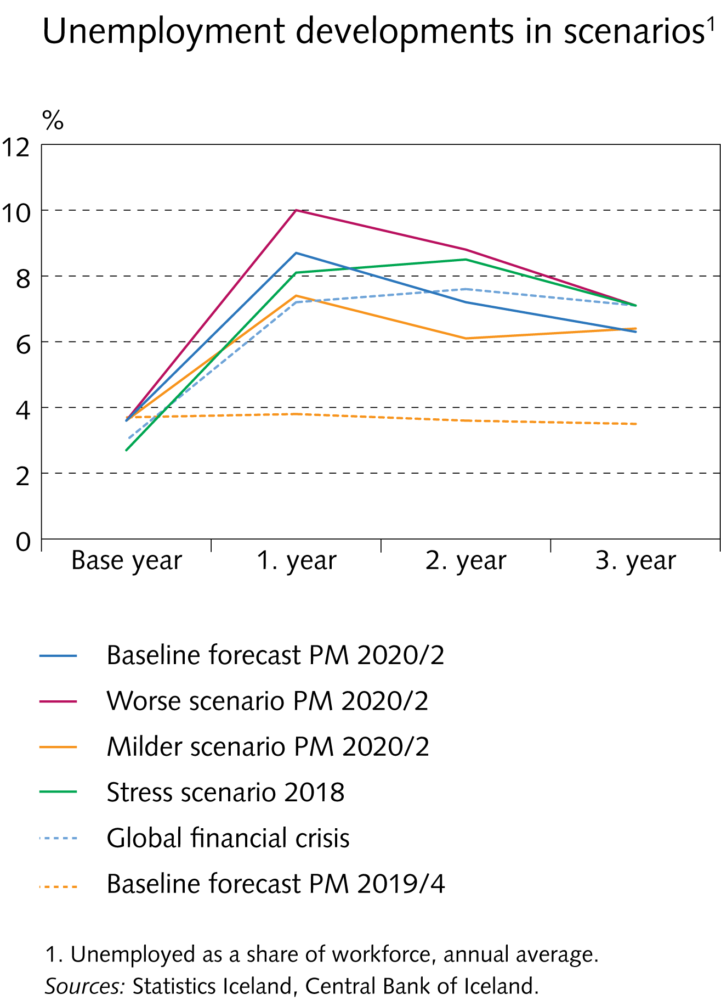 Unemployment developments in scenarios¹
%
12
10
8
6
4
2
0
Base year 1. year 2. year 3. year
Baseline forecast PM 2020/2
Worse scenario PM 2020/2
Milder scenario PM 2020/2
Stress scenario 2018
Global financial crisis
Baseline forecast PM 2019/4
1. Unemployed as a share of workforce, annual average.
Sources: Statistics Iceland, Central Bank of Iceland.